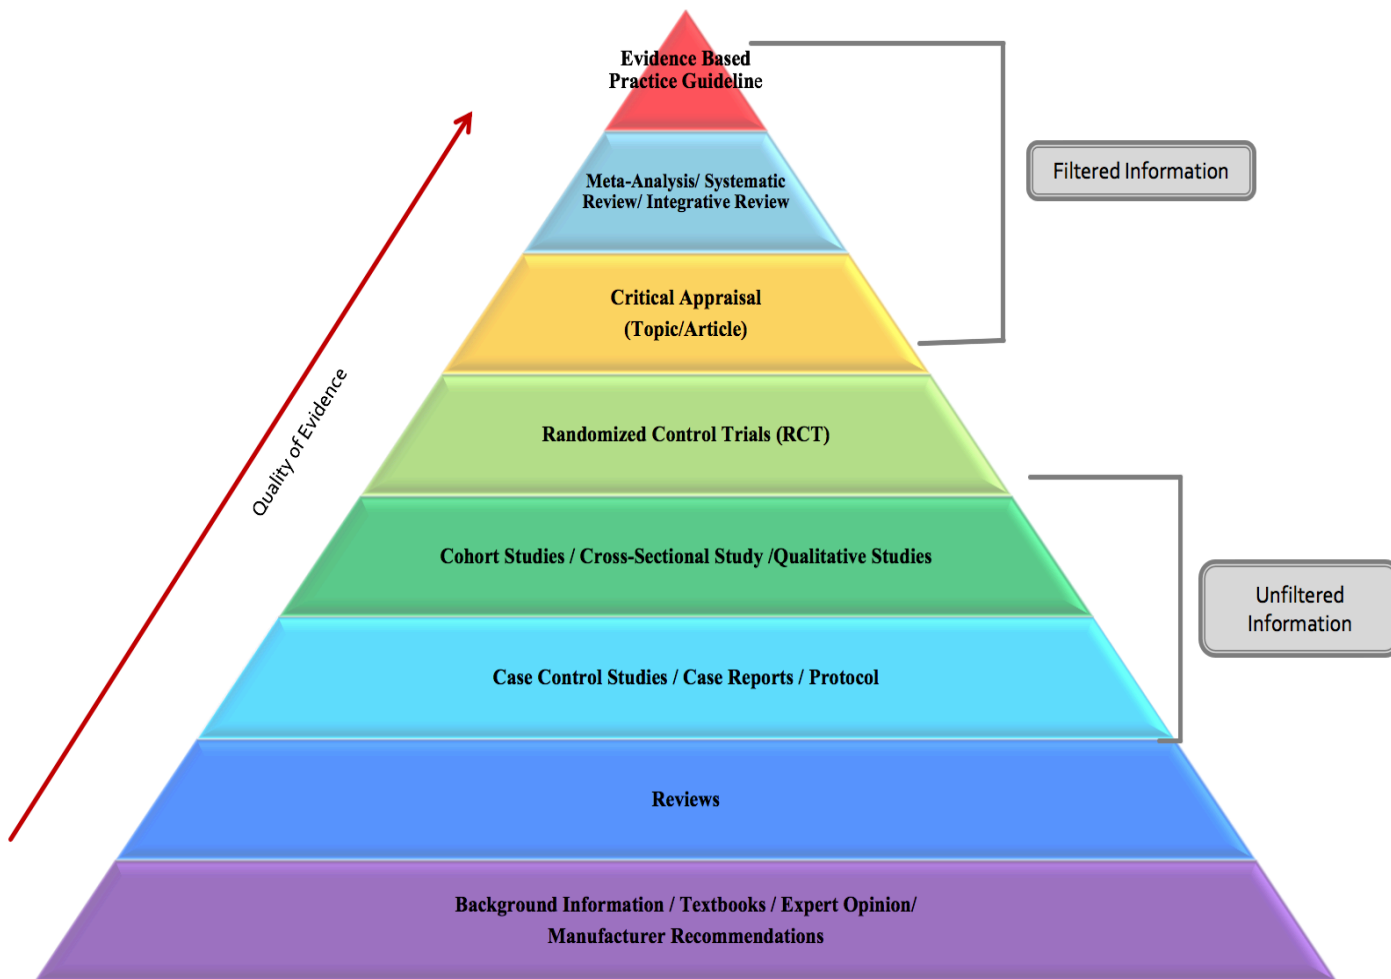 Evidence Based
Practice Guideline
Filtered Information
Meta-Analysis/ Systematic
Review/ Integrative Review
Critical Appraisal
(Topic/Article)
Quality of Evidence
Randomized Control Trials (RCT)
Cohort Studies / Cross-Sectional Study /Qualitative Studies
Unfiltered
Information
Case Control Studies / Case Reports / Protocol
Reviews
Background Information / Textbooks / Expert Opinion/
Manufacturer Recommendations